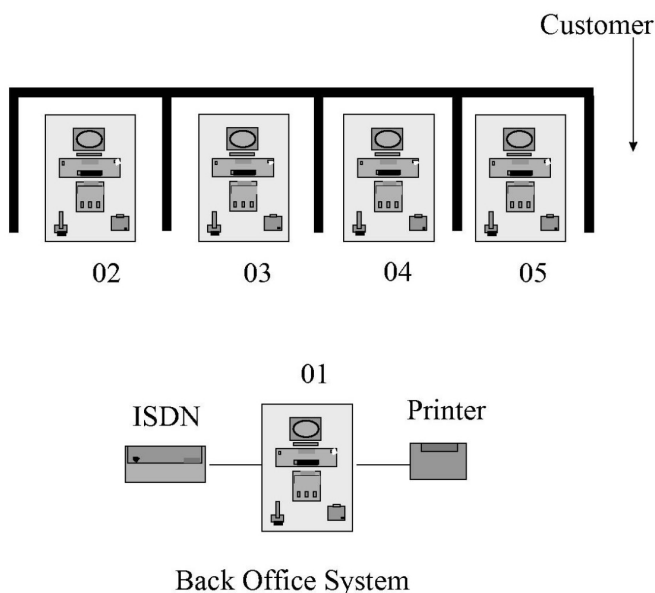 Customer
02 03 04 05
01
ISDN
Printer
Back Office System